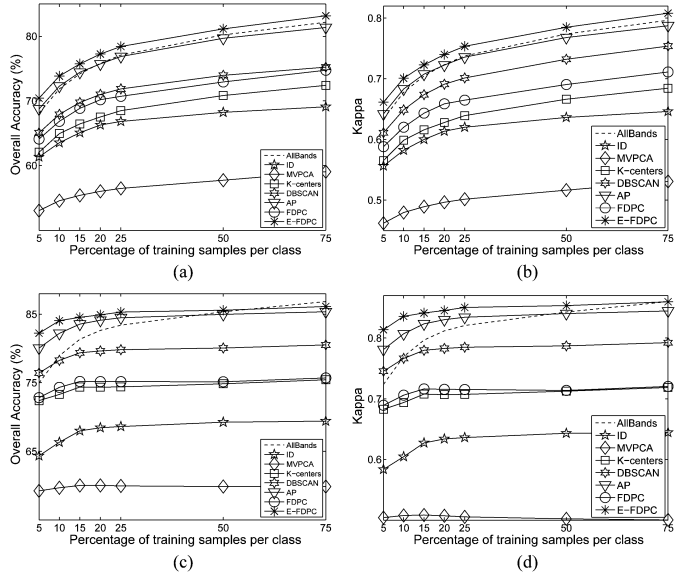 80
70
60
Overall Accuracy (%)
AllBands
ID
MVPCA
K-centers
DBSCAN
AP
FDPC
E-FDPC
5 10 15 20 25 50 75
Percentage of training samples per class
(a)
0.8
0.7
0.6
0.5
Kappa
AllBands
ID
MVPCA
K-centers
DBSCAN
AP
FDPC
E-FDPC
5 10 15 20 25 50 75
Percentage of training samples per class
(b)
85
75
65
Overall Accuracy (%)
AllBands
ID
MVPCA
K-centers
DBSCAN
AP
FDPC
E-FDPC
5 10 15 20 25 50 75
Percentage of training samples per class
(c)
0.8
0.7
0.6
Kappa
AllBands
ID
MVPCA
K-centers
DBSCAN
AP
FDPC
E-FDPC
5 10 15 20 25 50 75
Percentage of training samples per class
(d)